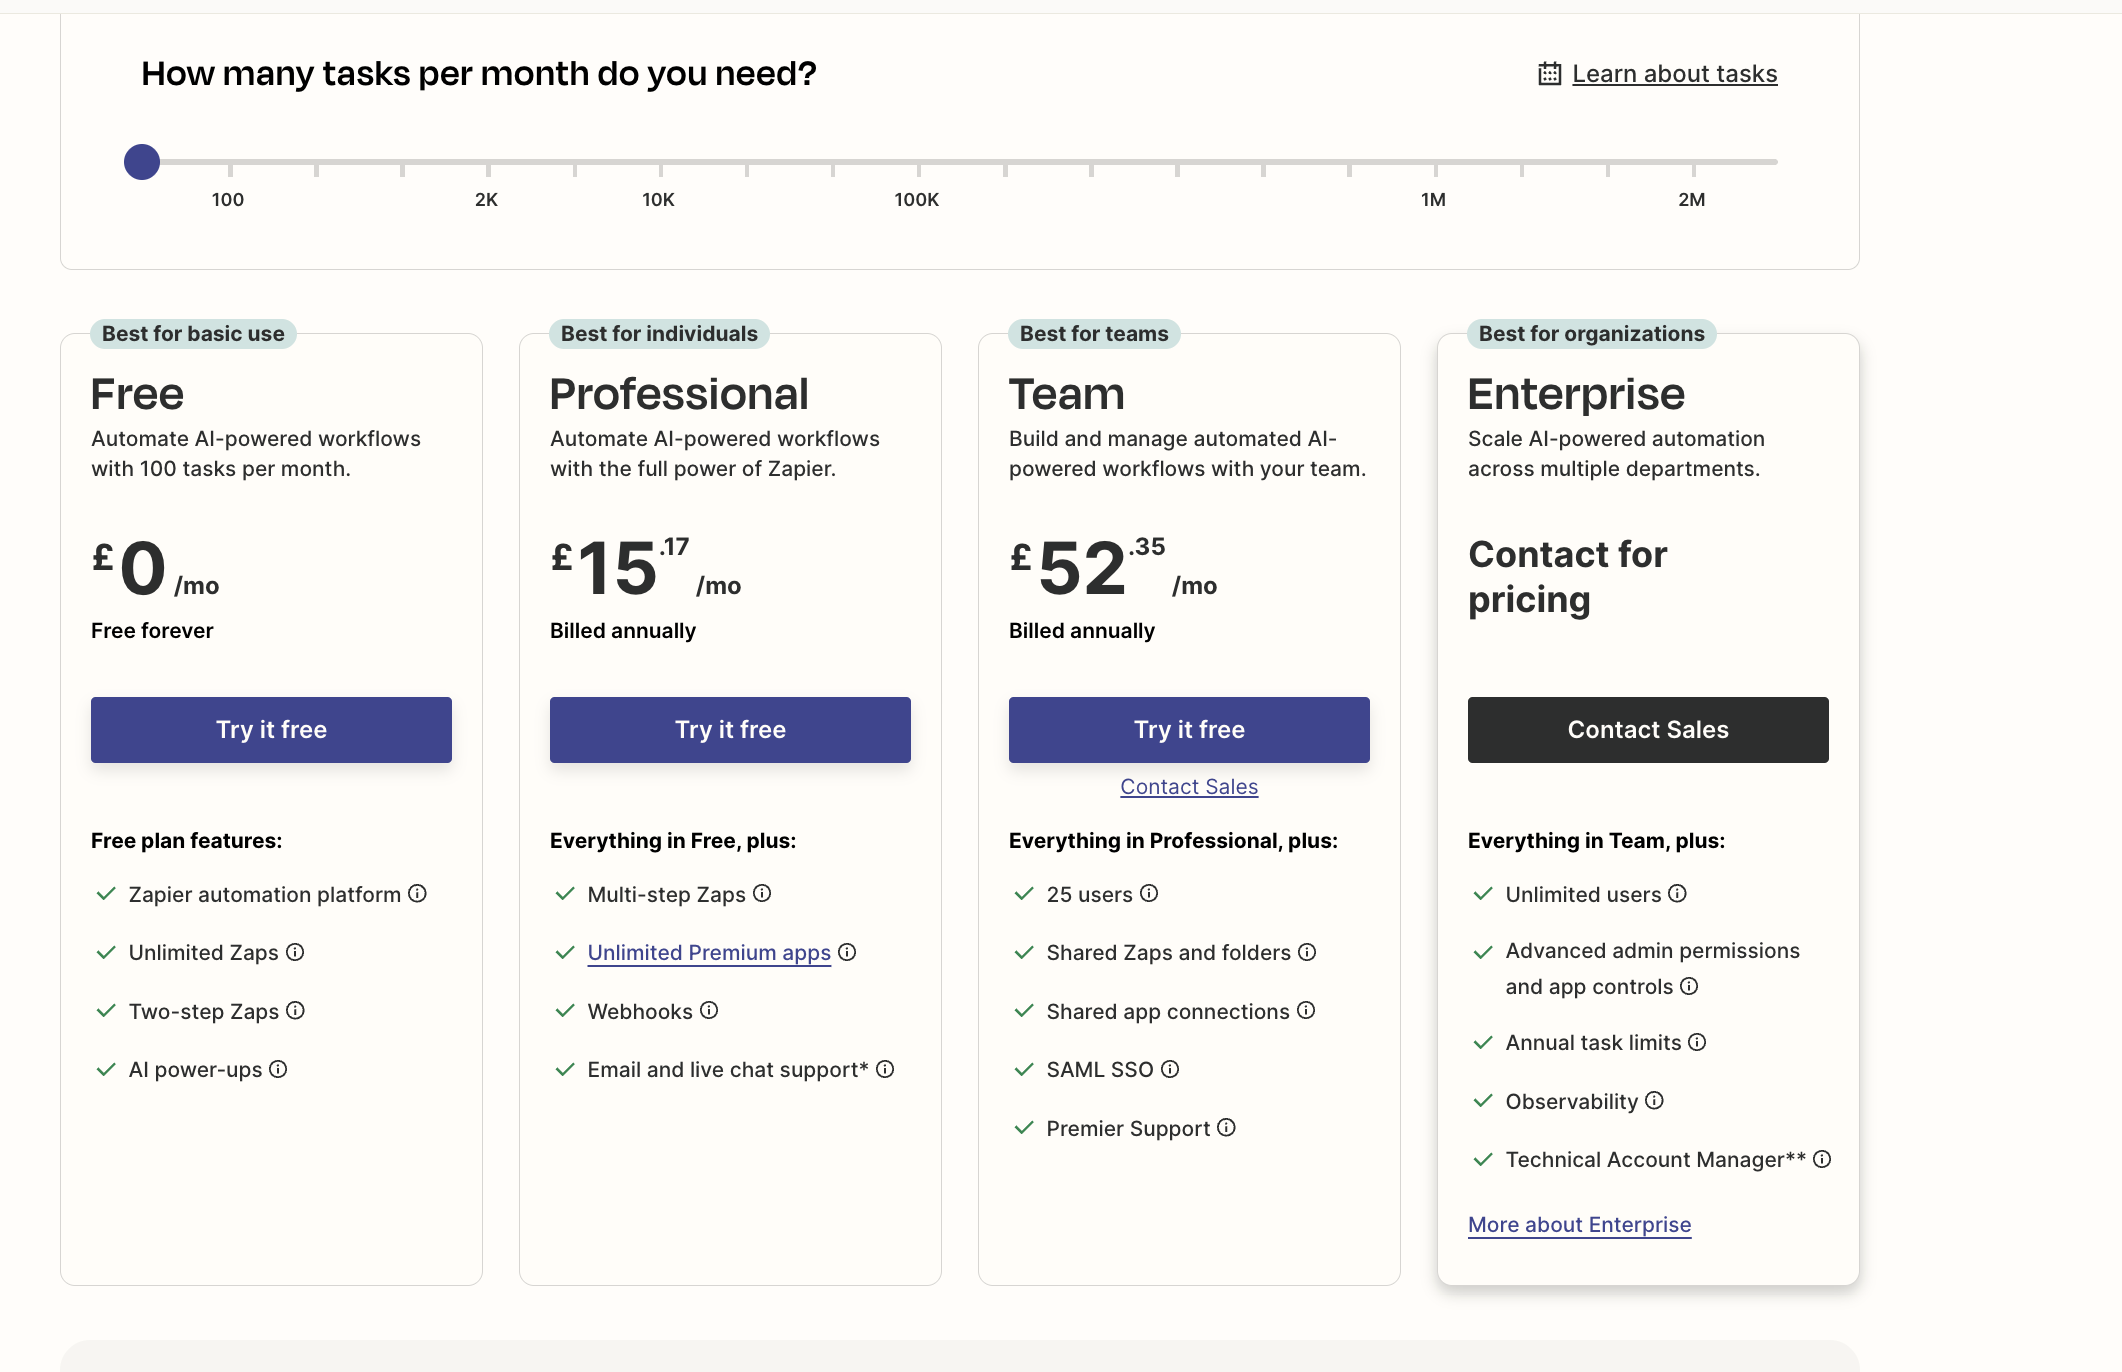 How many tasks per month do you need?
Learn about tasks
100 2K 10K 100K 1M 2M
Best for basic use
Free
Automate AI-powered workflows
with 100 tasks per month.
£0/mo
Free forever
Try it free
Free plan features:
Zapier automation platform
Unlimited Zaps
Two-step Zaps
AI power-ups
Best for individuals
Professional
Automate AI-powered workflows
with the full power of Zapier.
£15.17/mo
Billed annually
Try it free
Everything in Free, plus:
Multi-step Zaps
Unlimited Premium apps
Webhooks
Email and live chat support*
Best for teams
Team
Build and manage automated AI-
powered workflows with your team.
£52.35/mo
Billed annually
Try it free
Contact Sales
Everything in Professional, plus:
25 users
Shared Zaps and folders
Shared app connections
SAML SSO
Premier Support
Best for organizations
Enterprise
Scale AI-powered automation
across multiple departments.
Contact for
pricing
Contact Sales
Everything in Team, plus:
Unlimited users
Advanced admin permissions
and app controls
Annual task limits
Observability
Technical Account Manager**
More about Enterprise